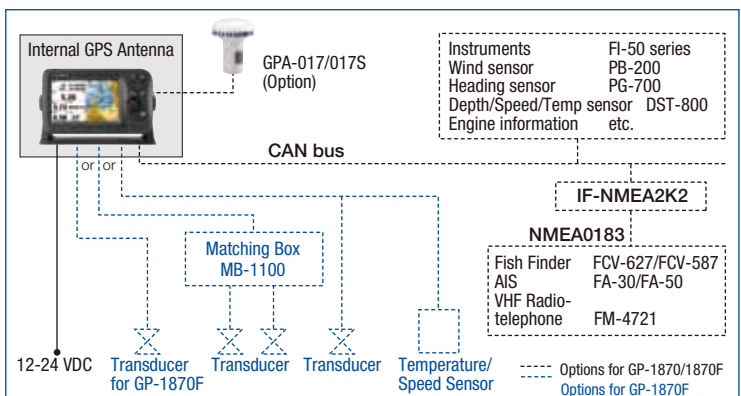 Internal GPS Antenna
GPA-017/017S
(Option)
Instruments FI-50 series
Wind sensor PB-200
Heading sensor PG-700
Depth/Speed/Temp sensor DST-800
Engine information etc.
CAN bus
or or
IF-NMEA2K2
NMEA0183
Matching Box
MB-1100
Fish Finder FCV-627/FCV-587
AIS FA-30/FA-50
VHF Radio-
telephone FM-4721
12-24 VDC
Transducer
for GP-1870F
Transducer
Transducer
Temperature/
Speed Sensor
Options for GP-1870/1870F
Options for GP-1870F